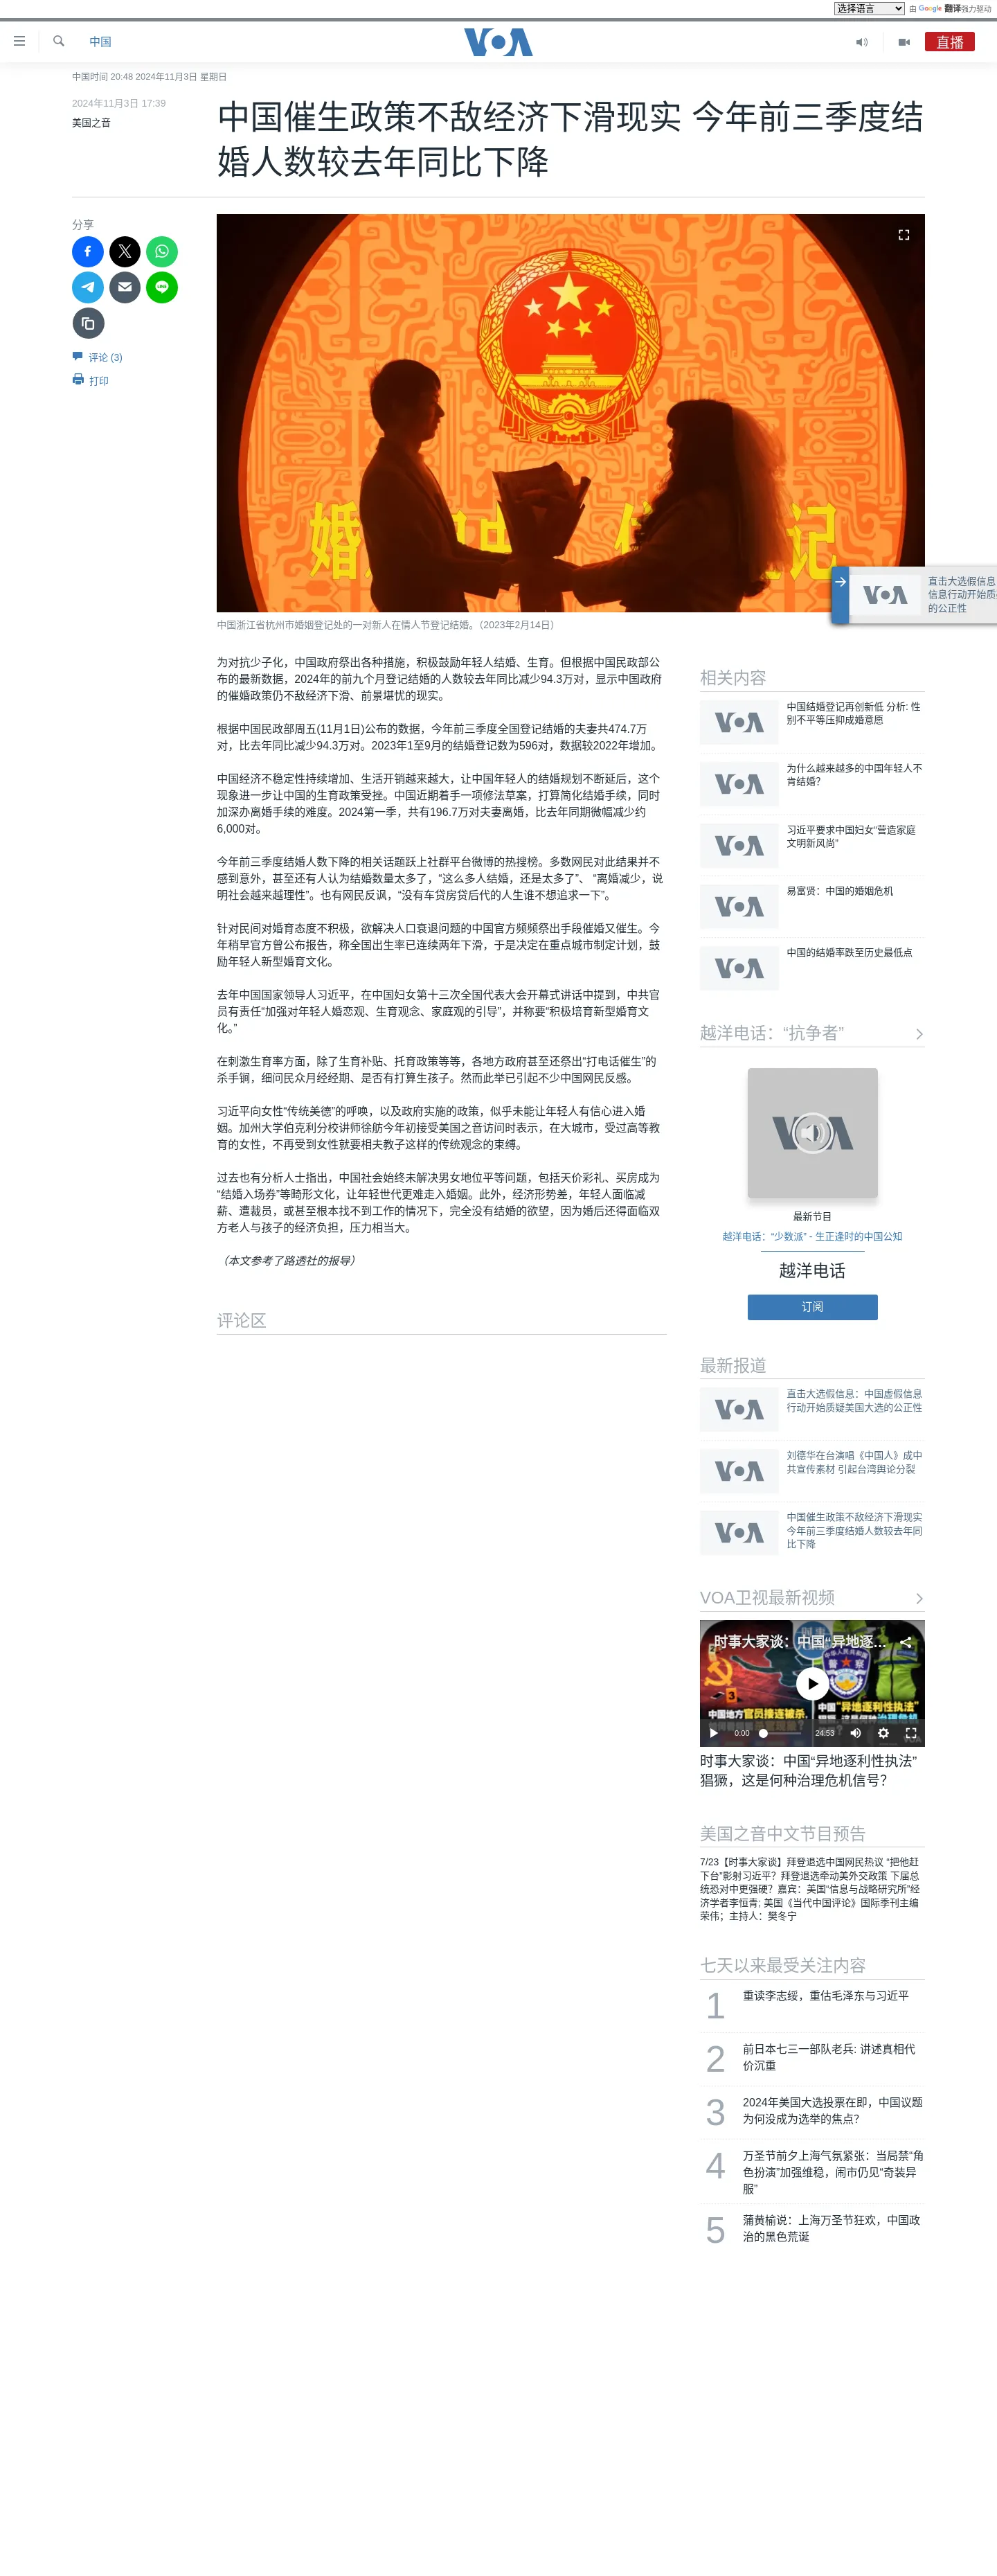 选择语言 由 Google 翻译强力驱动
中国
VOA
直播
中国时间 20:48 2024年11月3日 星期日
2024年11月3日 17:39
美国之音
中国催生政策不敌经济下滑现实 今年前三季度结
婚人数较去年同比下降
分享
评论 (3)
打印
中国浙江省杭州市婚姻登记处的一对新人在情人节登记结婚。（2023年2月14日）
VOA
直击大选假信息
信息行动开始质
的公正性
为对抗少子化，中国政府祭出各种措施，积极鼓励年轻人结婚、生育。但根据中国民政部公
布的最新数据，2024年的前九个月登记结婚的人数较去年同比减少94.3万对，显示中国政府
的催婚政策仍不敌经济下滑、前景堪忧的现实。
根据中国民政部周五(11月1日)公布的数据，今年前三季度全国登记结婚的夫妻共474.7万
对，比去年同比减少94.3万对。2023年1至9月的结婚登记数为596对，数据较2022年增加。
中国经济不稳定性持续增加、生活开销越来越大，让中国年轻人的结婚规划不断延后，这个
现象进一步让中国的生育政策受挫。中国近期着手一项修法草案，打算简化结婚手续，同时
加深办离婚手续的难度。2024第一季，共有196.7万对夫妻离婚，比去年同期微幅减少约
6,000对。
今年前三季度结婚人数下降的相关话题跃上社群平台微博的热搜榜。多数网民对此结果并不
感到意外，甚至还有人认为结婚数量太多了，“这么多人结婚，还是太多了”、 “离婚减少，说
明社会越来越理性”。也有网民反讽，“没有车贷房贷后代的人生谁不想追求一下”。
针对民间对婚育态度不积极，欲解决人口衰退问题的中国官方频频祭出手段催婚又催生。今
年稍早官方曾公布报告，称全国出生率已连续两年下滑，于是决定在重点城市制定计划，鼓
励年轻人新型婚育文化。
去年中国国家领导人习近平，在中国妇女第十三次全国代表大会开幕式讲话中提到，中共官
员有责任“加强对年轻人婚恋观、生育观念、家庭观的引导”，并称要“积极培育新型婚育文
化。”
在刺激生育率方面，除了生育补贴、托育政策等等，各地方政府甚至还祭出“打电话催生”的
杀手锏，细问民众月经经期、是否有打算生孩子。然而此举已引起不少中国网民反感。
习近平向女性“传统美德”的呼唤，以及政府实施的政策，似乎未能让年轻人有信心进入婚
姻。加州大学伯克利分校讲师徐舫今年初接受美国之音访问时表示，在大城市，受过高等教
育的女性，不再受到女性就要相夫教子这样的传统观念的束缚。
过去也有分析人士指出，中国社会始终未解决男女地位平等问题，包括天价彩礼、买房成为
“结婚入场券”等畸形文化，让年轻世代更难走入婚姻。此外，经济形势差，年轻人面临减
薪、遭裁员，或甚至根本找不到工作的情况下，完全没有结婚的欲望，因为婚后还得面临双
方老人与孩子的经济负担，压力相当大。
（本文参考了路透社的报导）
评论区
相关内容
VOA
中国结婚登记再创新低 分析: 性
别不平等压抑成婚意愿
VOA
为什么越来越多的中国年轻人不
肯结婚？
VOA
习近平要求中国妇女“营造家庭
文明新风尚”
VOA
易富贤：中国的婚姻危机
VOA
中国的结婚率跌至历史最低点
越洋电话：“抗争者”
VOA
最新节目
越洋电话：“少数派” - 生正逢时的中国公知
越洋电话
订阅
最新报道
VOA
直击大选假信息：中国虚假信息
行动开始质疑美国大选的公正性
VOA
刘德华在台演唱《中国人》成中
共宣传素材 引起台湾舆论分裂
VOA
中国催生政策不敌经济下滑现实
今年前三季度结婚人数较去年同
比下降
VOA卫视最新视频
时事大家谈：中国“异地逐...
中国地方官员接连被杀,
中国“异地逐利性执法”
0:00
24:53
时事大家谈：中国“异地逐利性执法”
猖獗，这是何种治理危机信号？
美国之音中文节目预告
7/23【时事大家谈】拜登退选中国网民热议 “把他赶
下台”影射习近平？拜登退选牵动美外交政策 下届总
统恐对中更强硬？嘉宾：美国“信息与战略研究所”经
济学者李恒青; 美国《当代中国评论》国际季刊主编
荣伟；主持人：樊冬宁
七天以来最受关注内容
1 重读李志绥，重估毛泽东与习近平
2 前日本七三一部队老兵: 讲述真相代
价沉重
3 2024年美国大选投票在即，中国议题
为何没成为选举的焦点？
4 万圣节前夕上海气氛紧张：当局禁“角
色扮演”加强维稳，闹市仍见“奇装异
服”
5 蒲黄榆说：上海万圣节狂欢，中国政
治的黑色荒诞